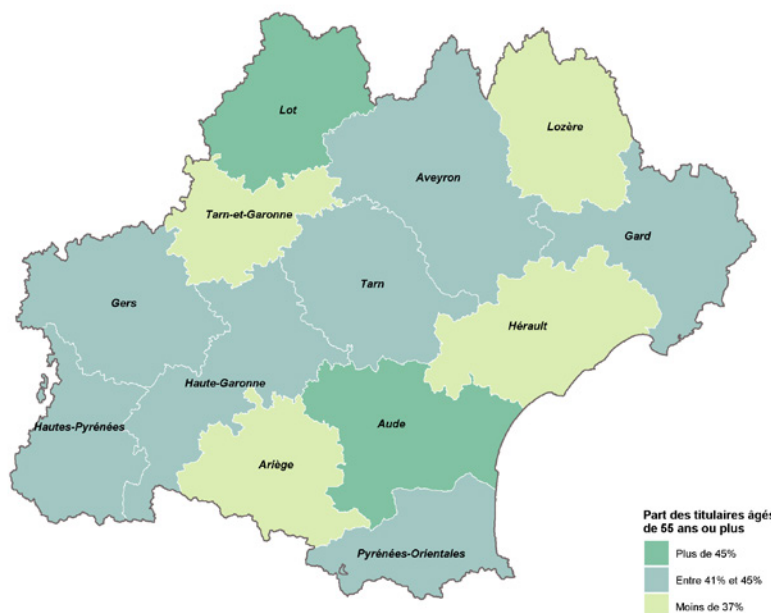 Lot
Lozère
Aveyron
Tarn-et-Garonne
Gard
Tarn
Gers
Hérault
Haute-Garonne
Hautes-Pyrénées
Aude
Ariège
Pyrénées-Orientales
Part des titulaires âgés
de 55 ans ou plus
Plus de 45%
Entre 41% et 45%
Moins de 37%